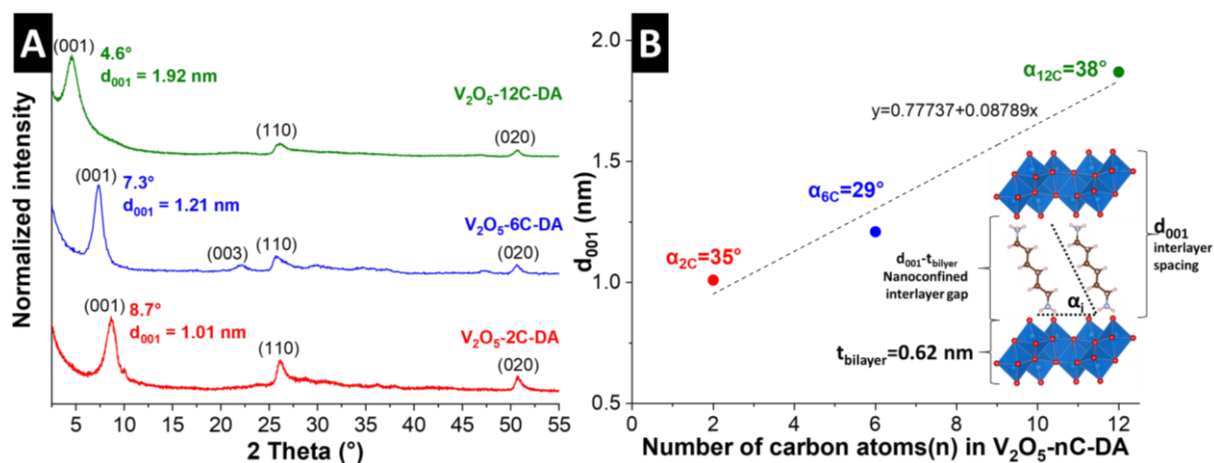 A
Normalized intensity
(001)
4.6°
d₀₀₁ = 1.92 nm
V₂O₅-12C-DA
(110)
(020)
(001)
7.3°
d₀₀₁ = 1.21 nm
V₂O₅-6C-DA
(003)
(110)
(020)
(001)
8.7°
d₀₀₁ = 1.01 nm
V₂O₅-2C-DA
(110)
(020)
5 10 15 20 25 30 35 40 45 50 55
2 Theta (°)
B
d₀₀₁ (nm)
2.0
1.5
1.0
0.5
α12C=38°
y=0.77737+0.08789x
α6C=29°
α2C=35°
d₀₀₁
interlayer
spacing
d₀₀₁-tbilyer
Nanoconfined
interlayer gap
αi
tbilayer=0.62 nm
0 2 4 6 8 10 12
Number of carbon atoms(n) in V₂O₅-nC-DA